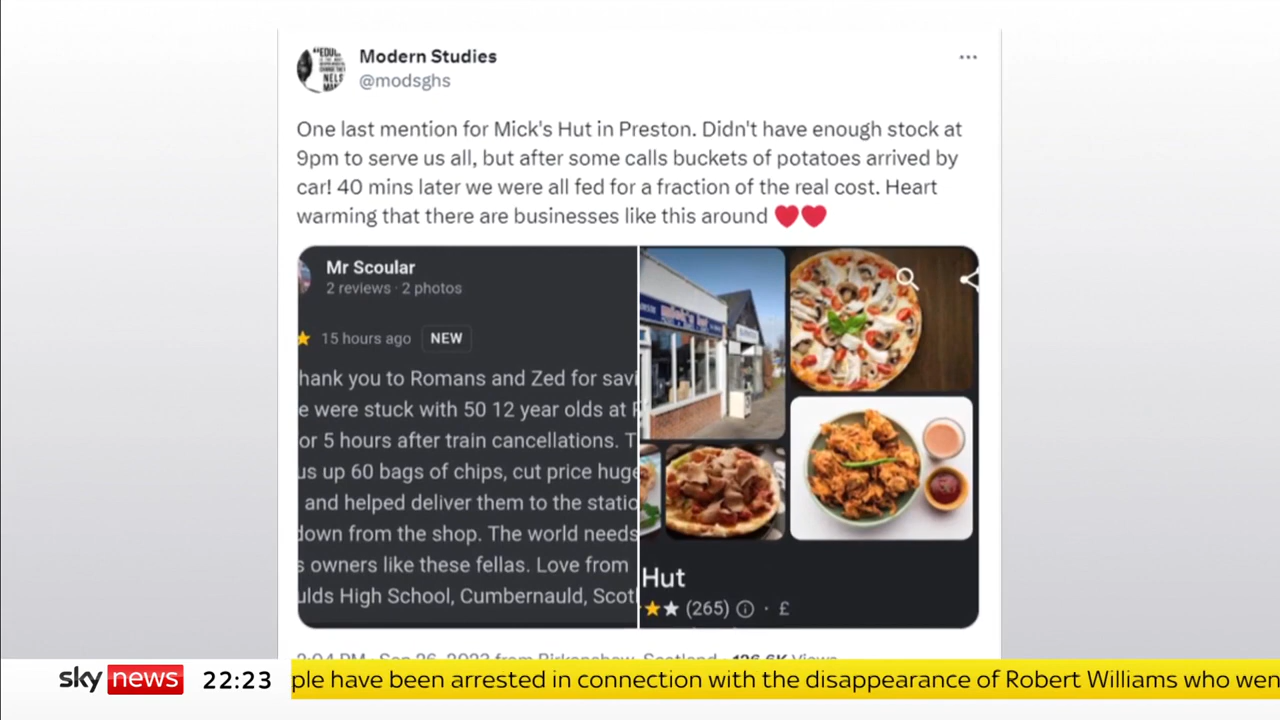 Modern Studies
@modsghs
One last mention for Mick's Hut in Preston. Didn't have enough stock at
9pm to serve us all, but after some calls buckets of potatoes arrived by
car! 40 mins later we were all fed for a fraction of the real cost. Heart
warming that there are businesses like this around ❤️❤️
Mr Scoular
2 reviews · 2 photos
15 hours ago NEW
hank you to Romans and Zed for savi
e were stuck with 50 12 year olds at
or 5 hours after train cancellations. T
us up 60 bags of chips, cut price huge
and helped deliver them to the statio
down from the shop. The world needs
s owners like these fellas. Love from
ulds High School, Cumbernauld, Scot
Hut
(265) · £
sky news 22:23 ple have been arrested in connection with the disappearance of Robert Williams who wen